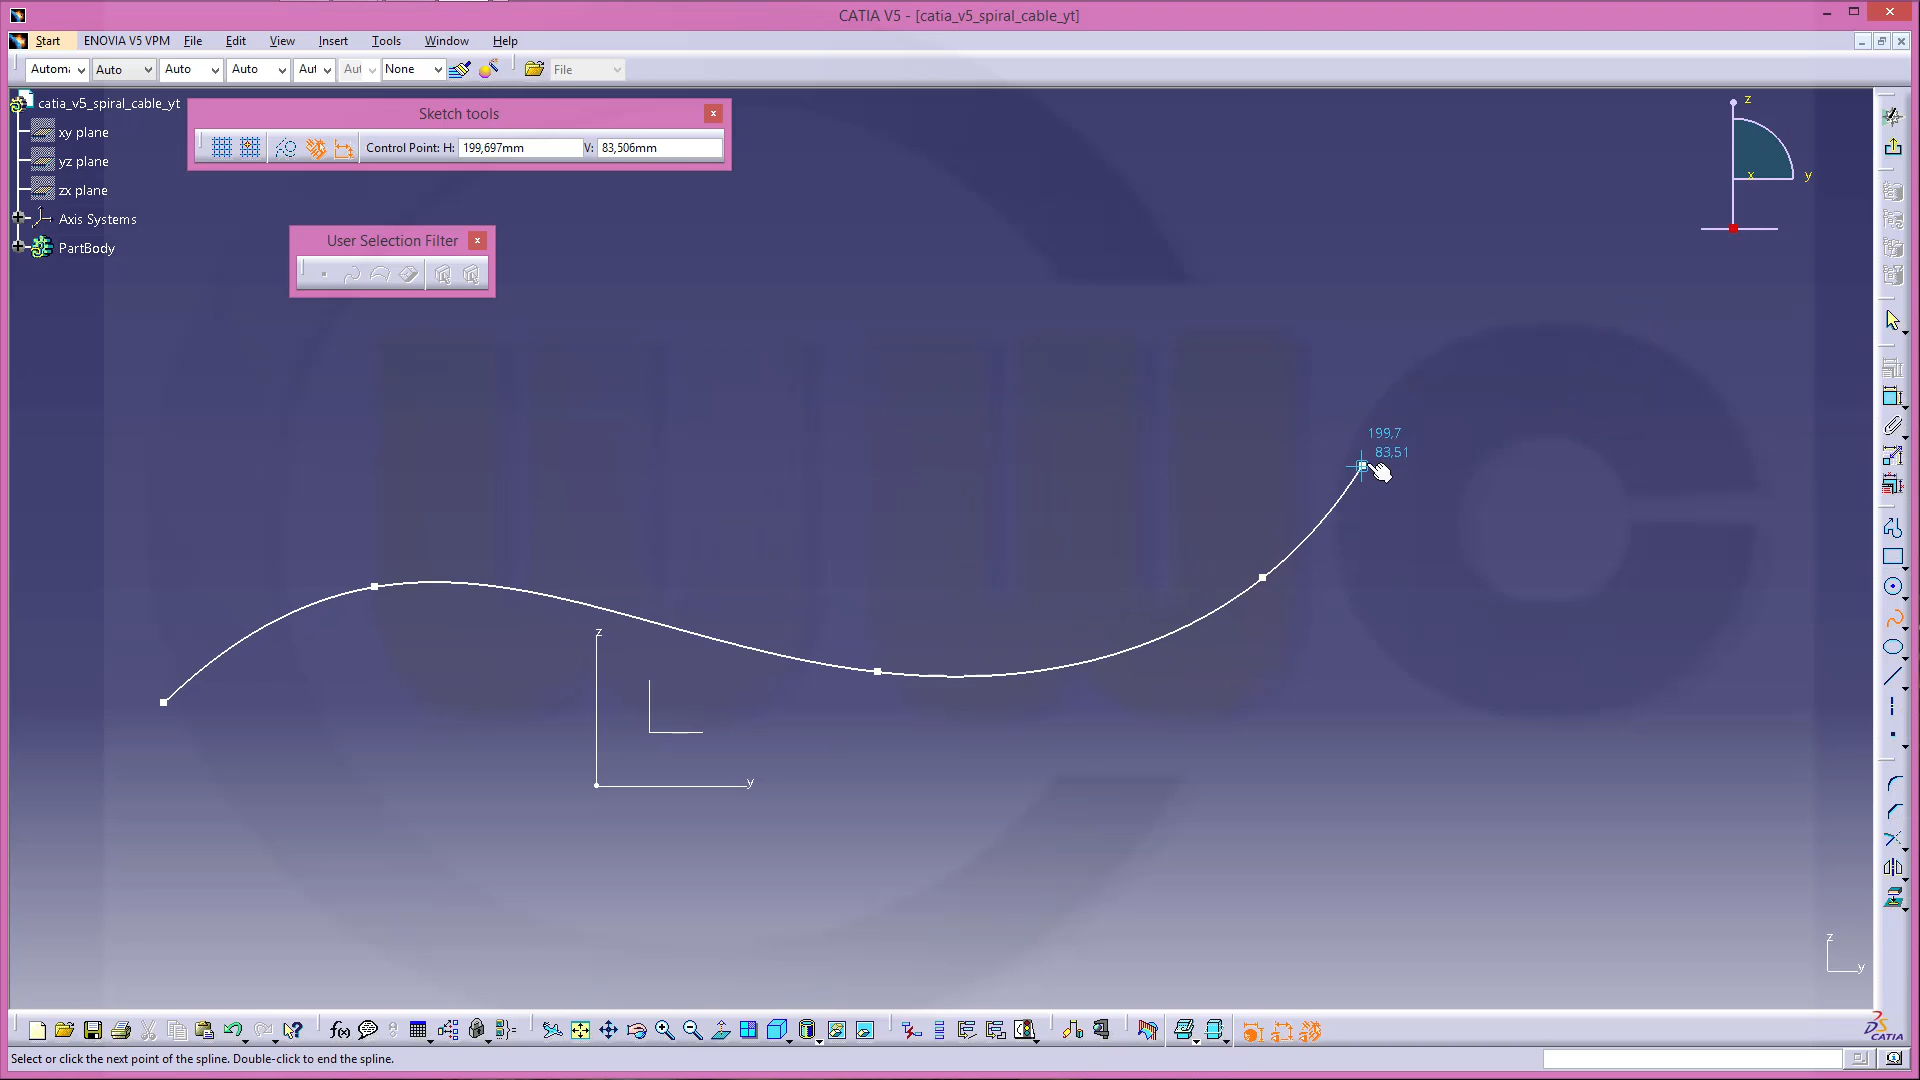 CATIA V5 - [catia_v5_spiral_cable_yt]
Start ENOVIA V5 VPM File Edit View Insert Tools Window Help
Automa Auto Auto Auto Aut Aut None File
catia_v5_spiral_cable_yt
Sketch tools
z
xy plane
Control Point: H: 199,697mm V: 83,506mm
yz plane
x y
zx plane
Axis Systems
User Selection Filter
PartBody
199,7
83,51
z
y
z
y
f(x)
CATIA
Select or click the next point of the spline. Double-click to end the spline.